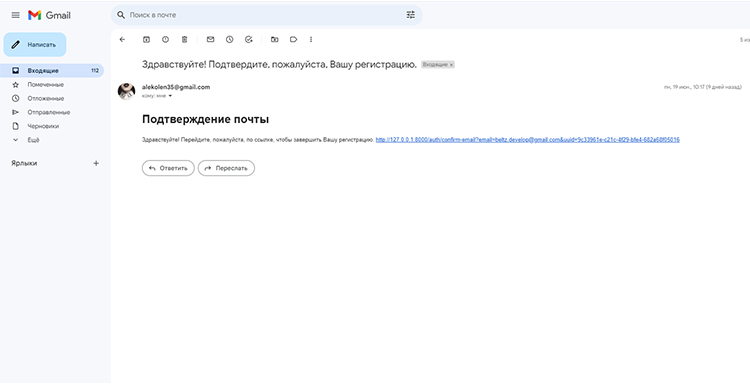 Gmail
Поиск в почте
Написать
5 из
Входящие 112
Помеченные
Отложенные
Отправленные
Черновики
Ещё
Ярлыки
Здравствуйте! Подтвердите, пожалуйста, Вашу регистрацию. Входящие ×
alekolen35@gmail.com
пн, 19 июн., 10:17 (9 дней назад)
кому: мне
Подтверждение почты
Здравствуйте! Перейдите, пожалуйста, по ссылке, чтобы завершить Вашу регистрацию. http://127.0.0.1:8000/auth/confirm-email?email=beltz.develop@gmail.com&uuid=9c33961e-c21c-4f29-bfe4-682a68f05016
Ответить
Переслать